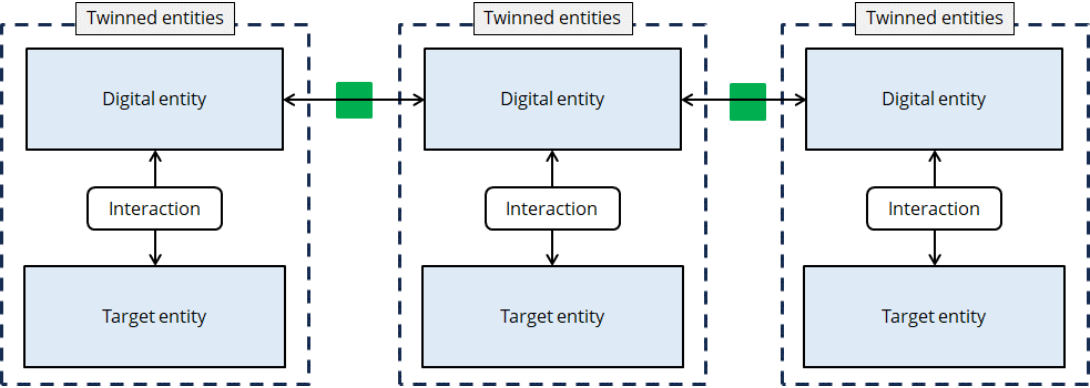 Twinned entities
Twinned entities
Twinned entities
Digital entity
Digital entity
Digital entity
Interaction
Interaction
Interaction
Target entity
Target entity
Target entity